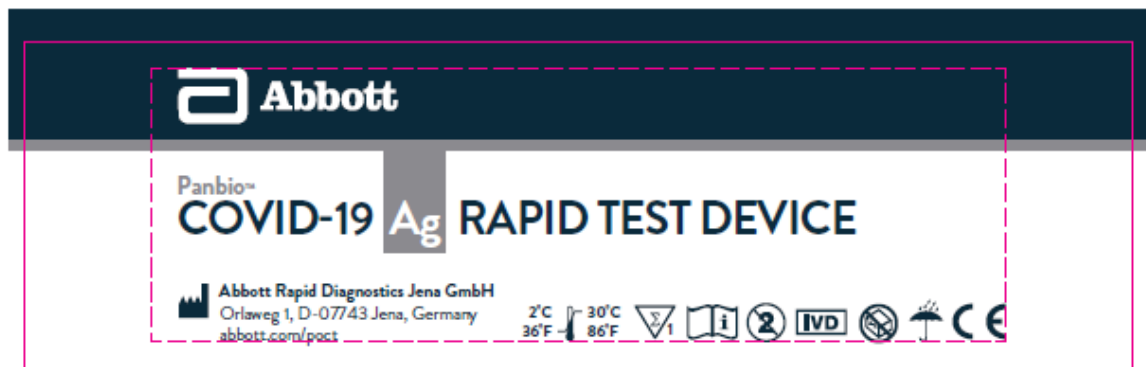 Abbott
Panbio™
COVID-19 Ag RAPID TEST DEVICE
Abbott Rapid Diagnostics Jena GmbH
Orlaweg 1, D-07743 Jena, Germany
abbott.com/poct
2°C 30°C
36°F 86°F
Σ 1
i
2
IVD
CE